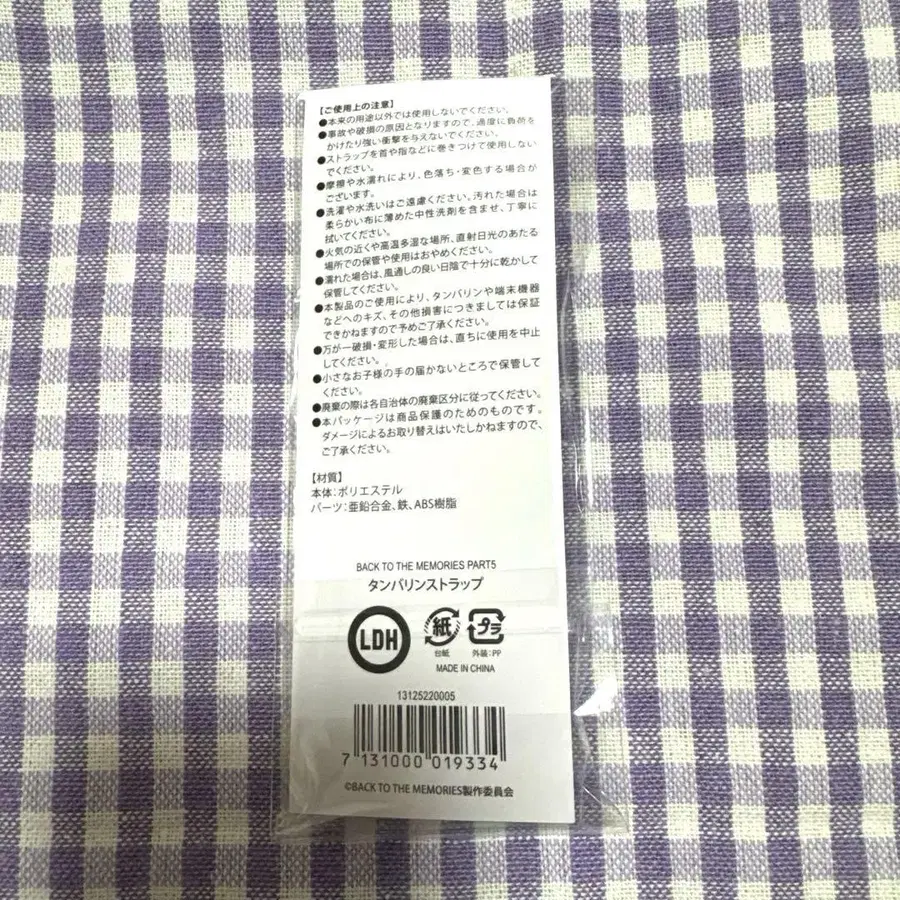 【ご使用上の注意】
●本来の用途以外では使用しないでください。
●事故や破損の原因となりますので、過度に負荷を
かけたり強い衝撃を与えないでください。
●ストラップを首や指などに巻きつけて使用しない
でください。
●摩擦や水濡れにより、色落ち・変色する場合が
ございます。
●洗濯や水洗いはご遠慮ください。汚れた場合は
柔らかい布に薄めた中性洗剤を含ませ、丁寧に
拭いてください。
●火気の近くや高温多湿な場所、直射日光のあたる
場所での保管や使用はおやめください。
●濡れた場合は、風通しの良い日陰で十分に乾かして
保管してください。
●本製品のご使用により、タンバリンや端末機器
などへのキズ、その他損害につきましては保証
できかねますので予めご了承ください。
●万が一破損・変形した場合は、直ちに使用を中止
してください。
●小さなお子様の手の届かないところで保管して
ください。
●廃棄の際は各自治体の廃棄区分に従ってください。
●本パッケージは商品保護のためのものです。
ダメージによるお取り替えはいたしかねますので、
ご了承ください。
【材質】
本体：ポリエステル
パーツ：亜鉛合金、鉄、ABS樹脂
BACK TO THE MEMORIES PART5
タンバリンストラップ
LDH 紙 プラ
台紙 外装：PP
MADE IN CHINA
13125220005
7 131000 019334
©BACK TO THE MEMORIES製作委員会